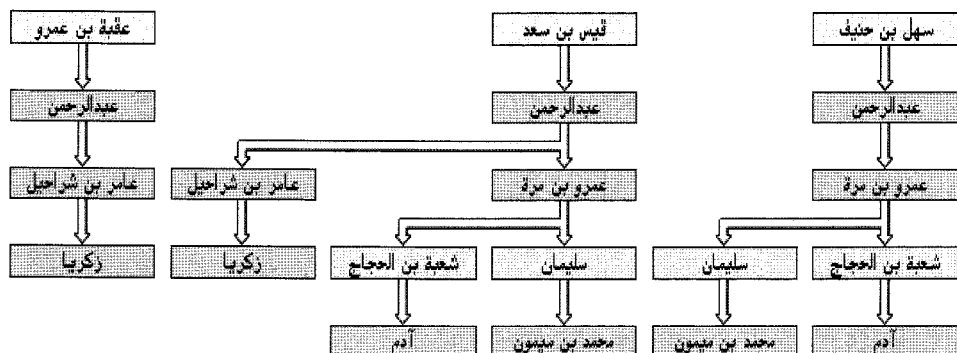 سهل بن حنيف
قيس بن سعد
عقبة بن عمرو
عبدالرحمن
عبدالرحمن
عبدالرحمن
عمرو بن مرة
عمرو بن مرة
عامر بن شراحيل
عامر بن شراحيل
شعبة بن الحجاج
سليمان
سليمان
شعبة بن الحجاج
زكريا
زكريا
آدم
محمد بن ميمون
محمد بن ميمون
آدم